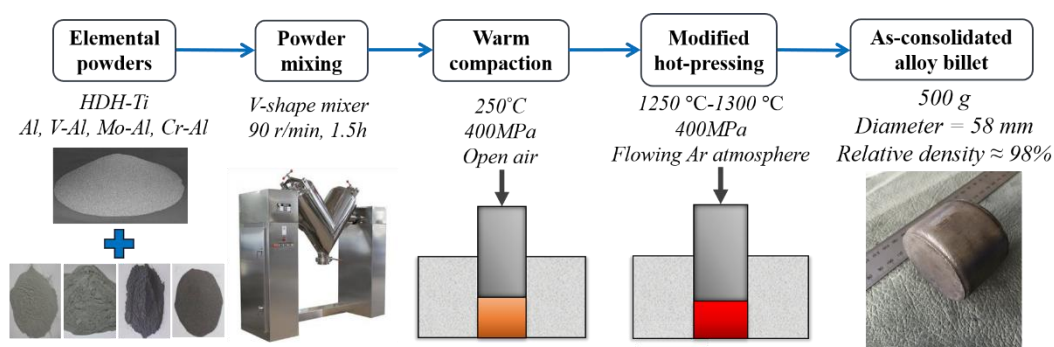 Elemental
powders
Powder
mixing
Warm
compaction
Modified
hot-pressing
As-consolidated
alloy billet
HDH-Ti
Al, V-Al, Mo-Al, Cr-Al
V-shape mixer
90 r/min, 1.5h
250°C
400MPa
Open air
1250 °C-1300 °C
400MPa
Flowing Ar atmosphere
500 g
Diameter = 58 mm
Relative density ≈ 98%